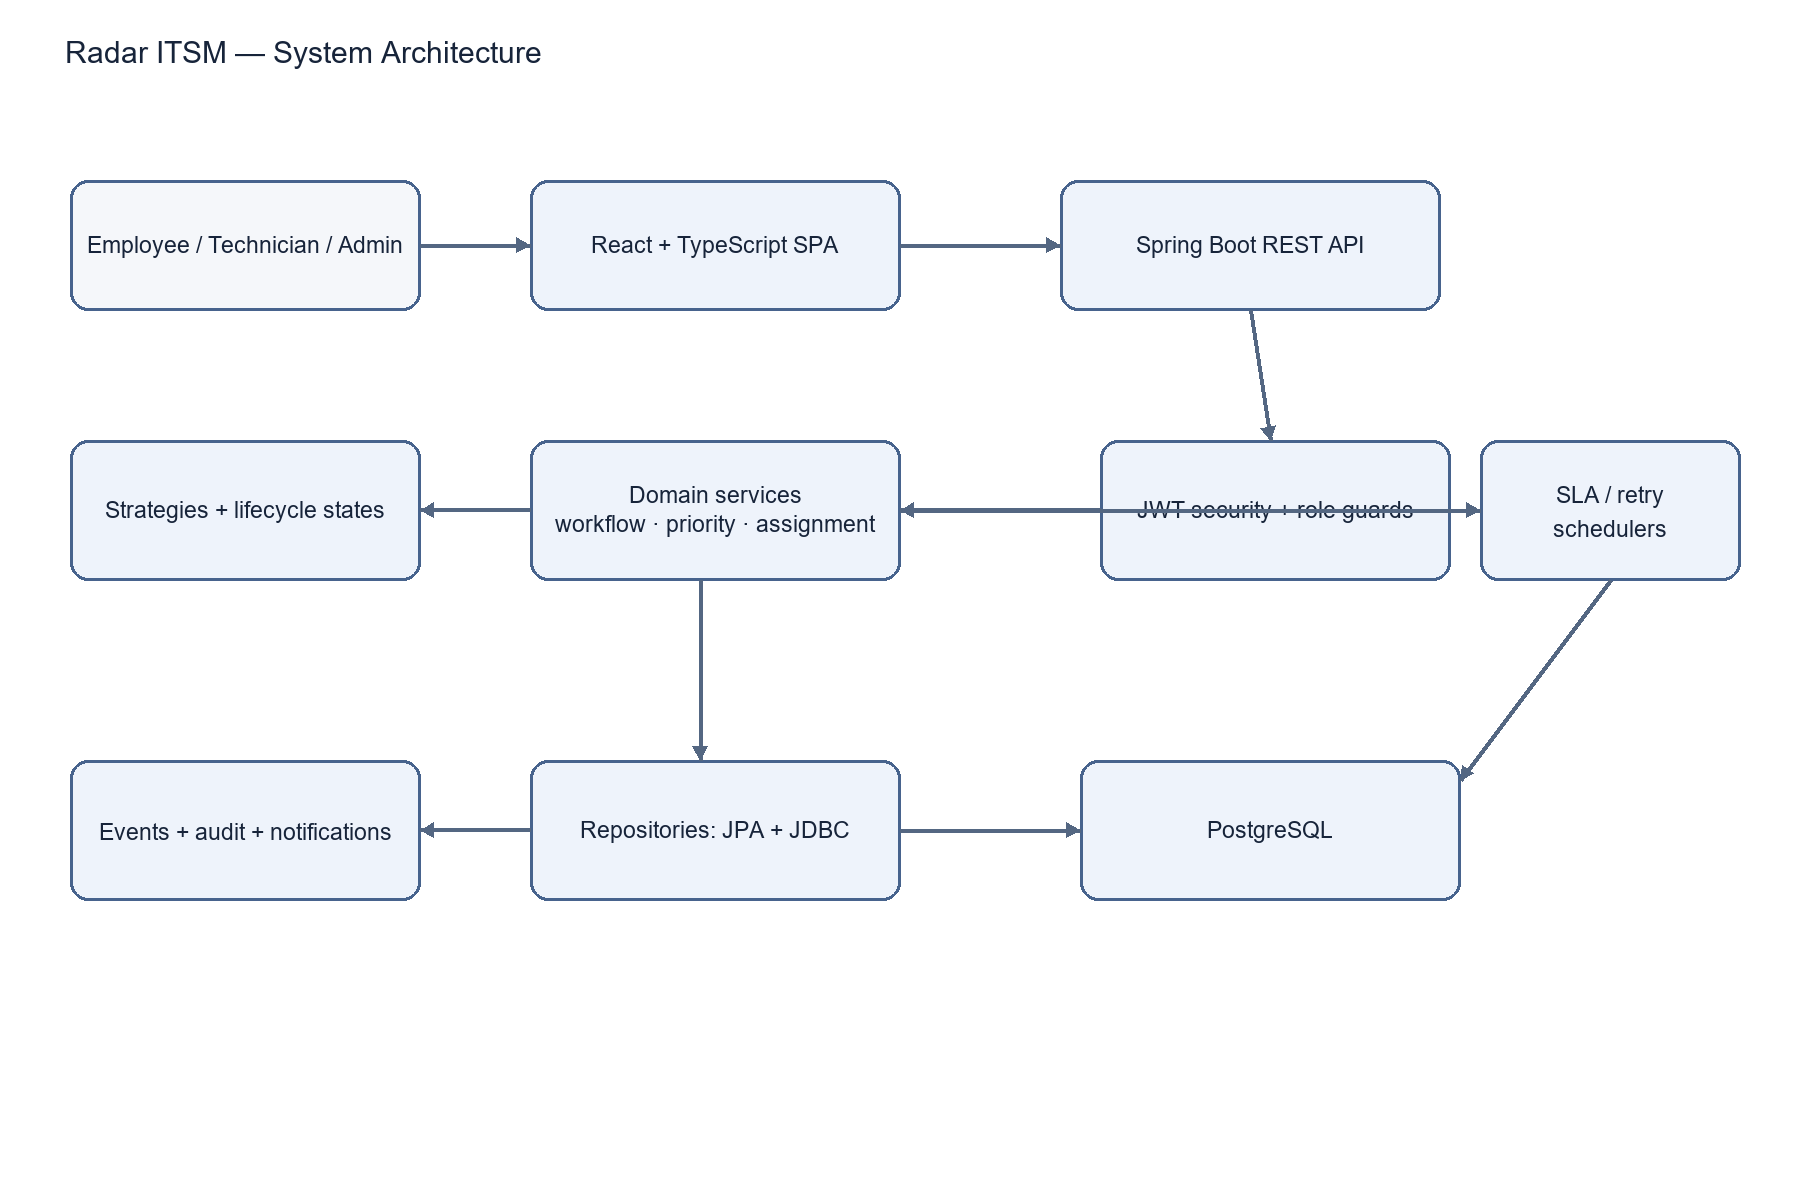 Radar ITSM — System Architecture
Employee / Technician / Admin
React + TypeScript SPA
Spring Boot REST API
Strategies + lifecycle states
Domain services
workflow · priority · assignment
JWT security + role guards
SLA / retry
schedulers
Events + audit + notifications
Repositories: JPA + JDBC
PostgreSQL